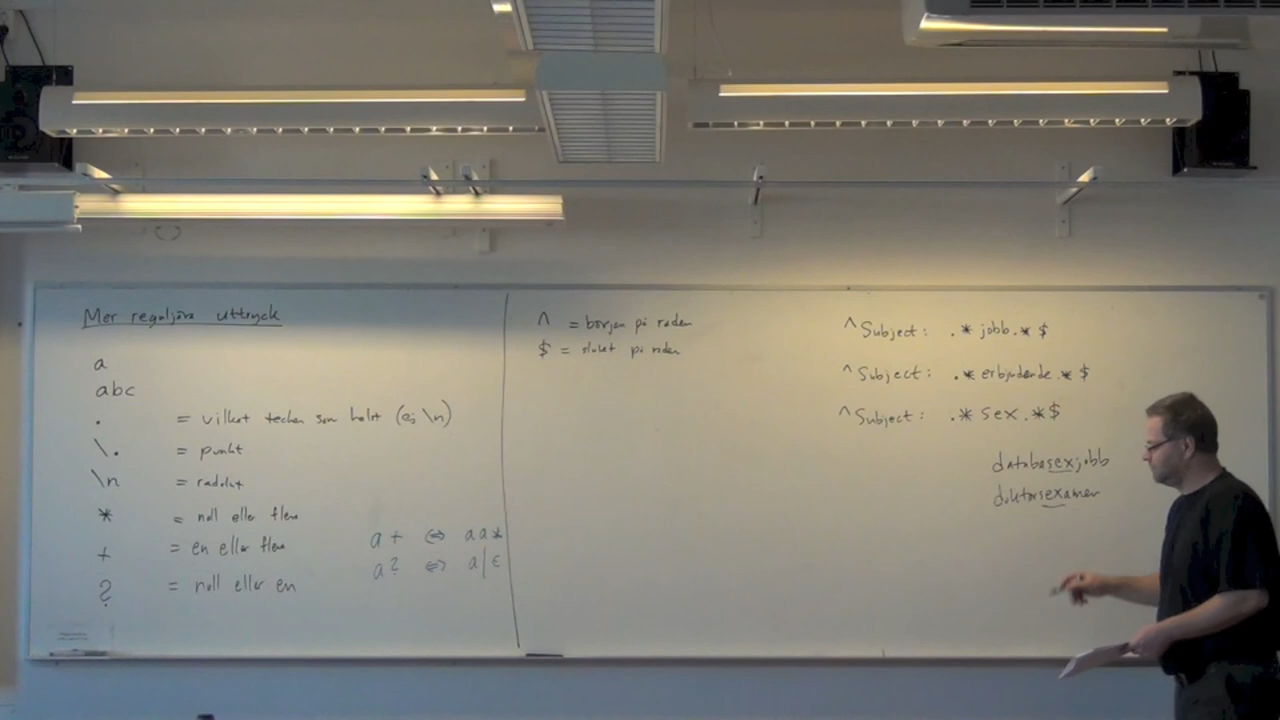 Mer reguljära uttryck
a
abc
. = vilket tecken som helst (ej \n)
\. = punkt
\n = radslut
* = noll eller flera
+ = en eller flera
? = noll eller en
a+ ⇔ aa*
a? ⇔ a|ε
^ = början på raden
$ = slutet på raden
^Subject: .*jobb.*$
^Subject: .*erbjudande.*$
^Subject: .*sex.*$
databasexjobb
doktorsexamen